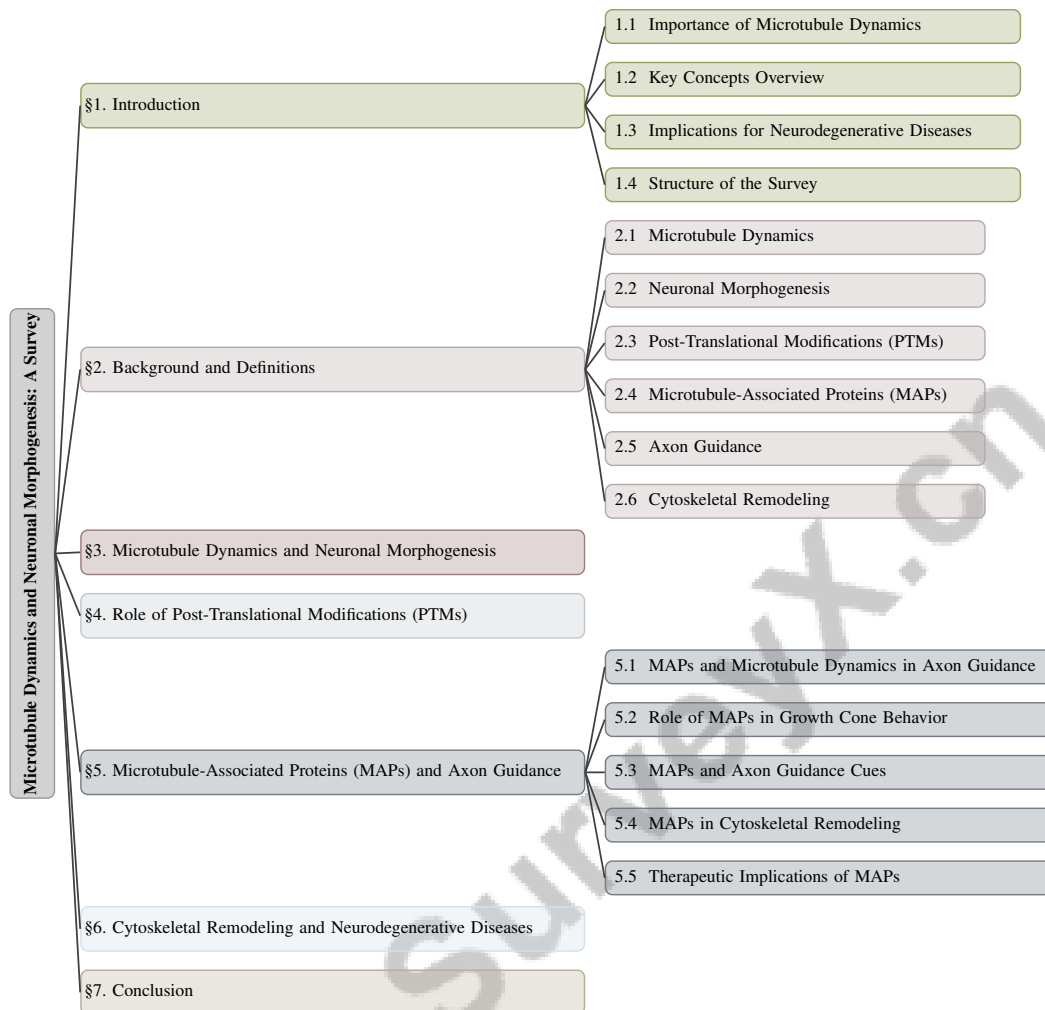 Microtubule Dynamics and Neuronal Morphogenesis: A Survey
§1. Introduction
1.1 Importance of Microtubule Dynamics
1.2 Key Concepts Overview
1.3 Implications for Neurodegenerative Diseases
1.4 Structure of the Survey
§2. Background and Definitions
2.1 Microtubule Dynamics
2.2 Neuronal Morphogenesis
2.3 Post-Translational Modifications (PTMs)
2.4 Microtubule-Associated Proteins (MAPs)
2.5 Axon Guidance
2.6 Cytoskeletal Remodeling
§3. Microtubule Dynamics and Neuronal Morphogenesis
§4. Role of Post-Translational Modifications (PTMs)
§5. Microtubule-Associated Proteins (MAPs) and Axon Guidance
5.1 MAPs and Microtubule Dynamics in Axon Guidance
5.2 Role of MAPs in Growth Cone Behavior
5.3 MAPs and Axon Guidance Cues
5.4 MAPs in Cytoskeletal Remodeling
5.5 Therapeutic Implications of MAPs
§6. Cytoskeletal Remodeling and Neurodegenerative Diseases
§7. Conclusion
SurveyX.cn